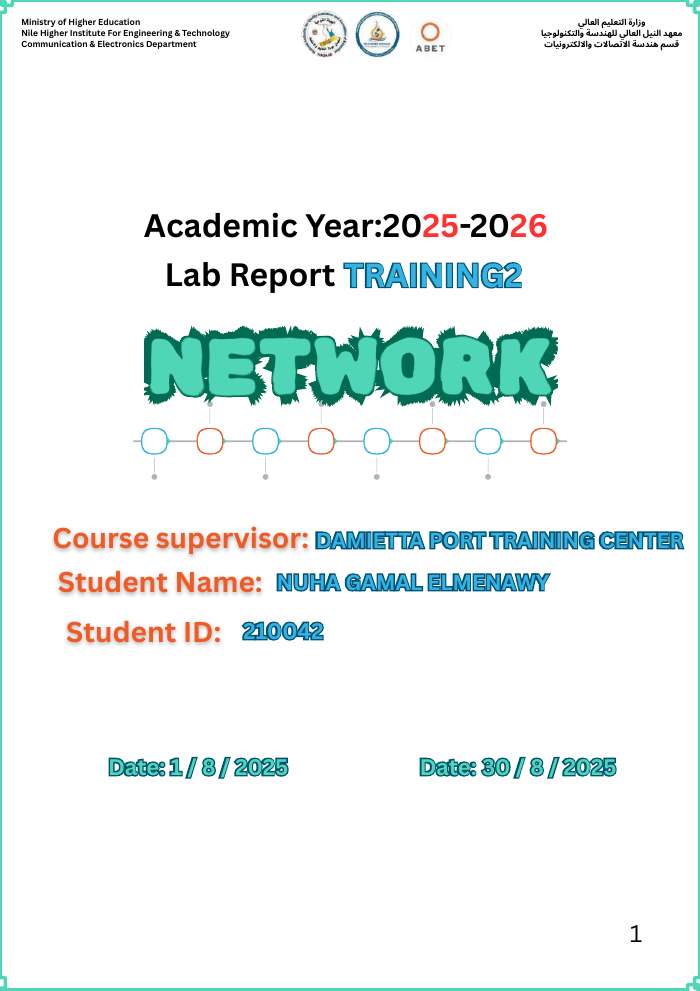 Ministry of Higher Education
Nile Higher Institute For Engineering & Technology
Communication & Electronics Department
ABET
وزارة التعليم العالي
معهد النيل العالي للهندسة والتكنولوجيا
قسم هندسة الاتصالات والالكترونيات
Academic Year:2025-2026
Lab Report TRAINING2
NETWORK
Course supervisor: DAMIETTA PORT TRAINING CENTER
Student Name: NUHA GAMAL ELMENAWY
Student ID: 210042
Date: 1 / 8 / 2025
Date: 30 / 8 / 2025
1